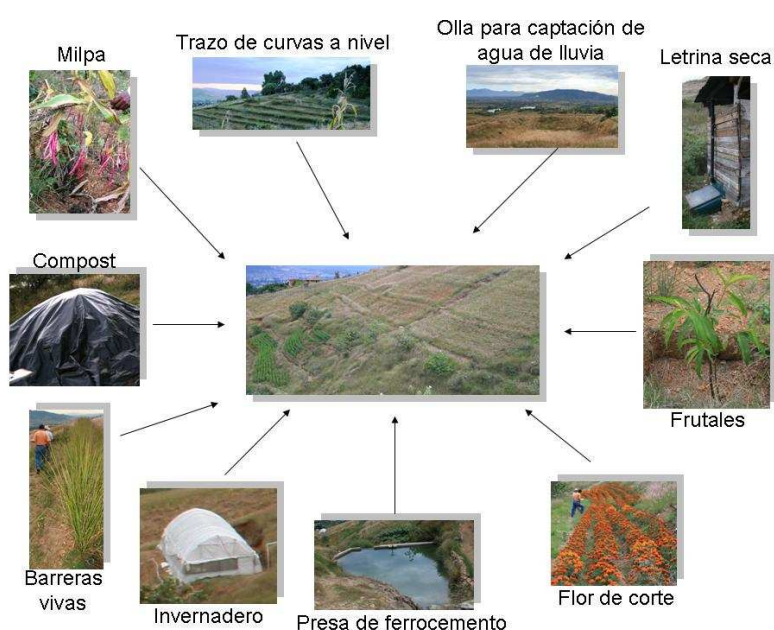 Milpa
Trazo de curvas a nivel
Olla para captación de
agua de lluvia
Letrina seca
Compost
Frutales
Barreras
vivas
Invernadero
Presa de ferrocemento
Flor de corte